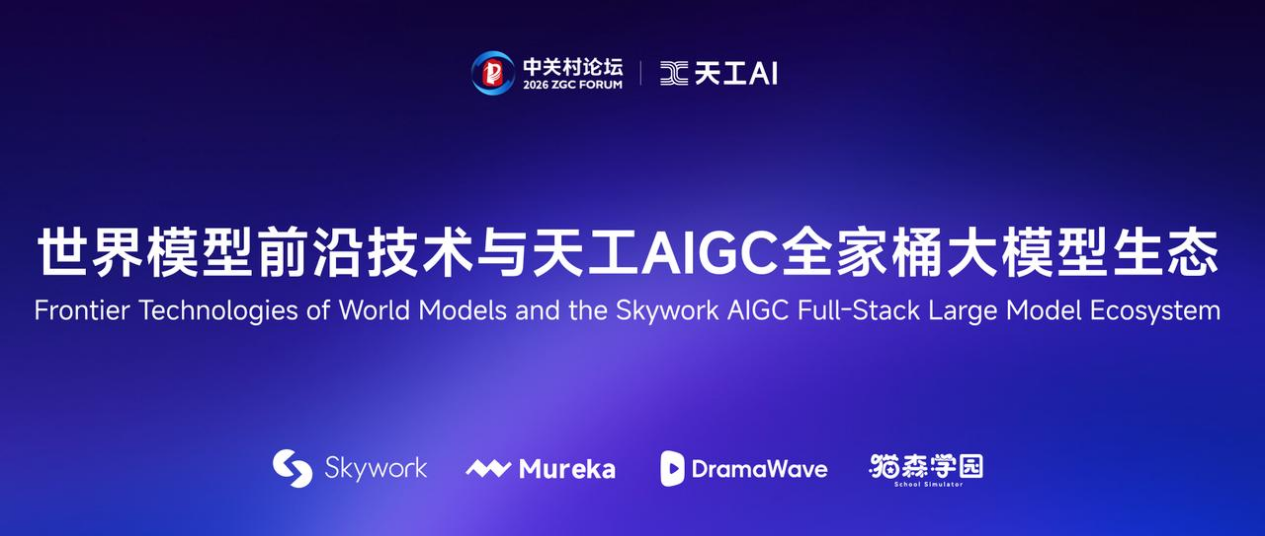 中关村论坛
2026 ZGC FORUM
天工AI
世界模型前沿技术与天工AIGC全家桶大模型生态
Frontier Technologies of World Models and the Skywork AIGC Full-Stack Large Model Ecosystem
Skywork
Mureka
DramaWave
猫森学园
School Simulator